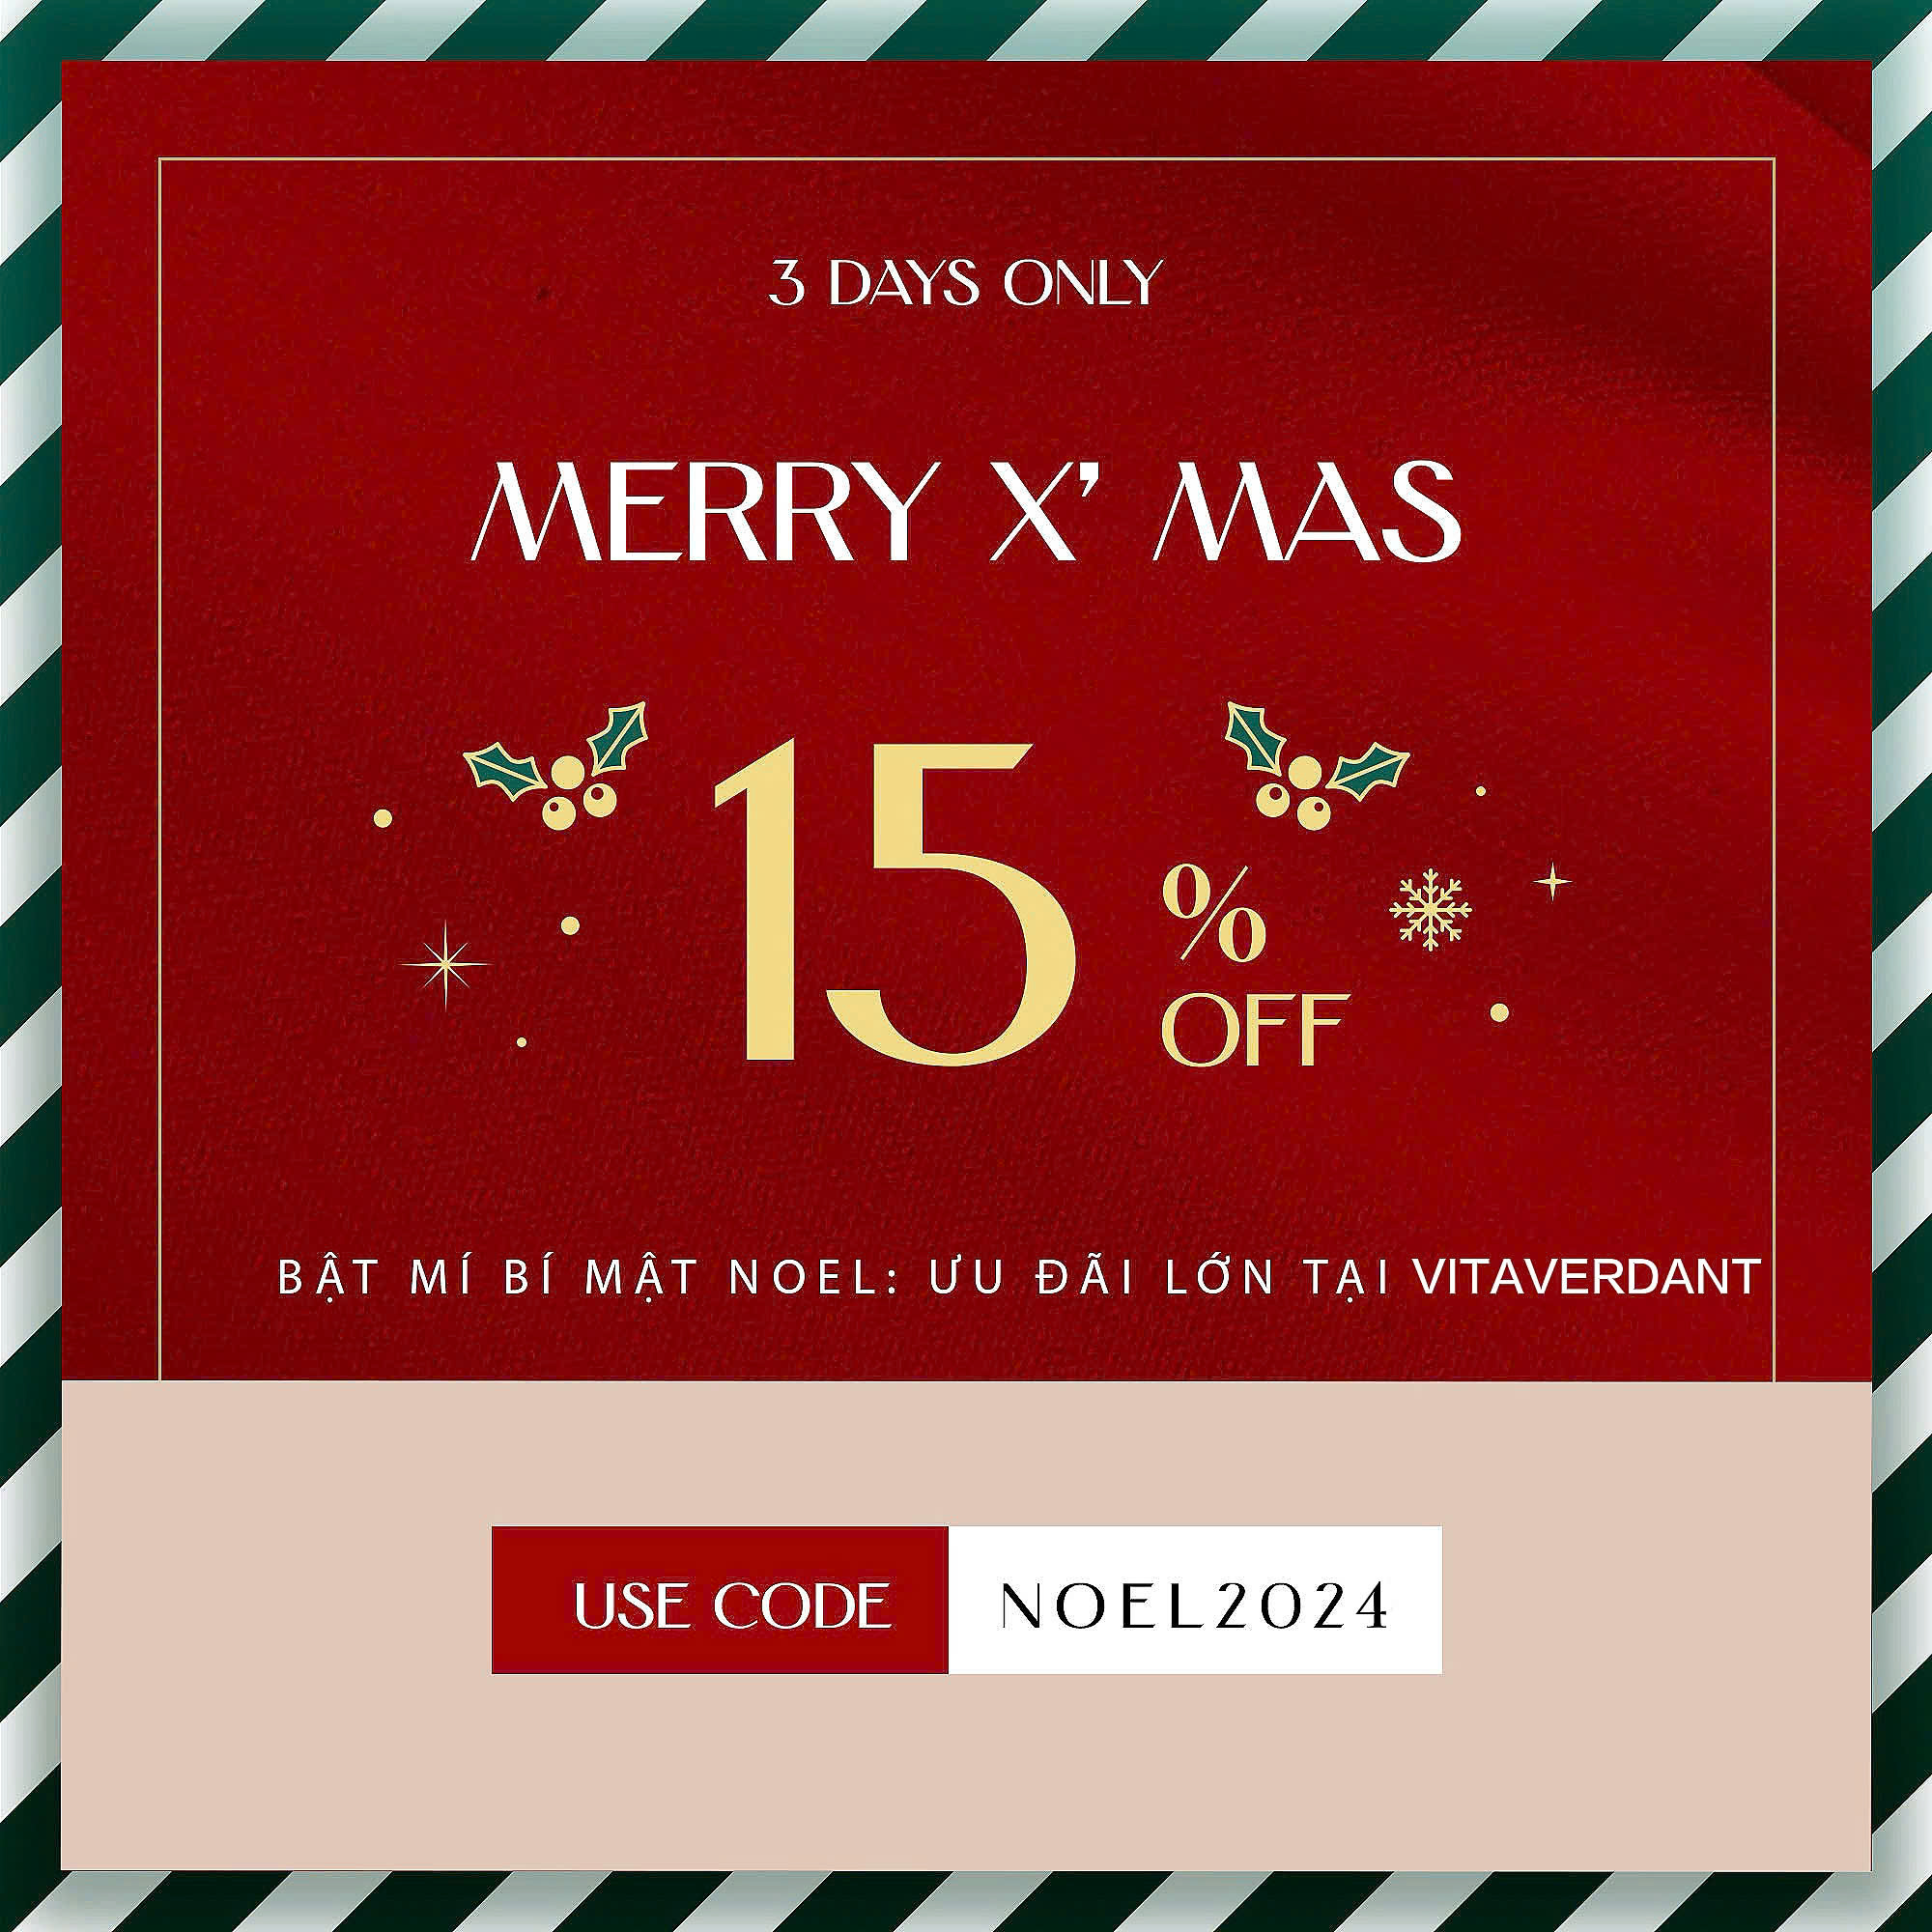 3 DAYS ONLY
MERRY X’ MAS
15 % OFF
BẬT MÍ BÍ MẬT NOEL: ƯU ĐÃI LỚN TẠI VITAVERDANT
USE CODE NOEL2024